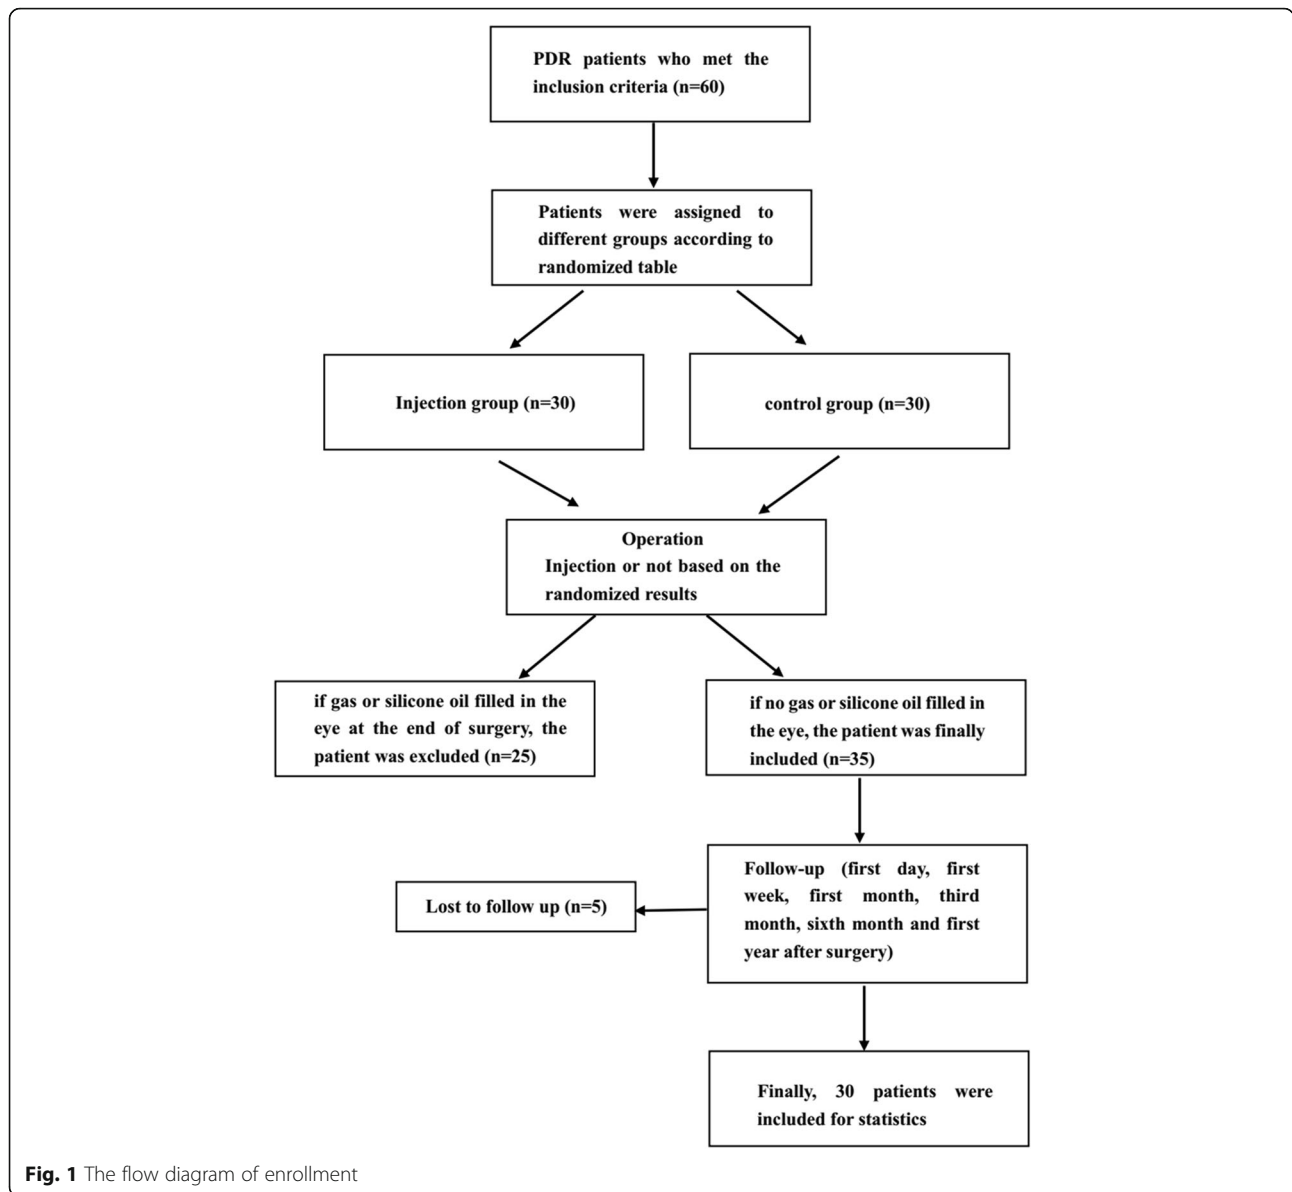 PDR patients who met the
inclusion criteria (n=60)
Patients were assigned to
different groups according to
randomized table
Injection group (n=30)
control group (n=30)
Operation
Injection or not based on the
randomized results
if gas or silicone oil filled in the
eye at the end of surgery, the
patient was excluded (n=25)
if no gas or silicone oil filled in
the eye, the patient was finally
included (n=35)
Follow-up (first day, first
week, first month, third
month, sixth month and first
year after surgery)
Lost to follow up (n=5)
Finally, 30 patients were
included for statistics
Fig. 1 The flow diagram of enrollment